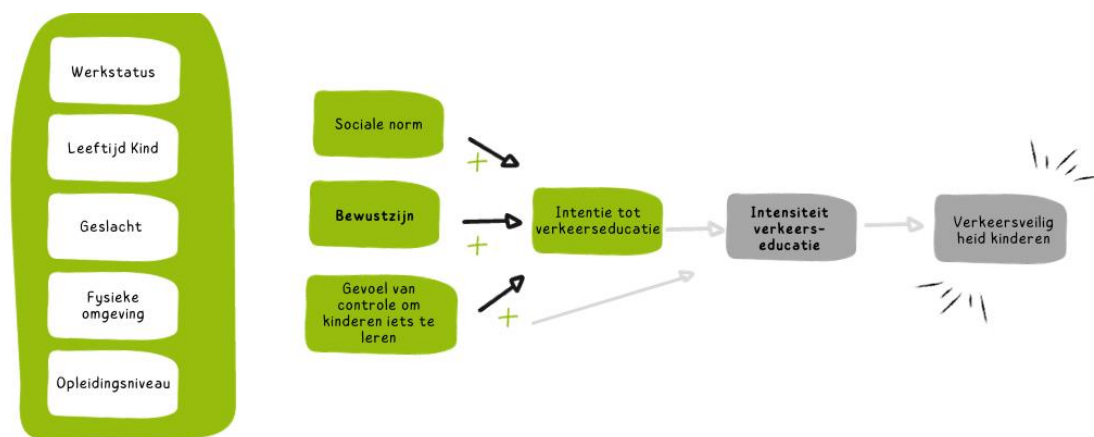 Werkstatus
Leeftijd Kind
Geslacht
Fysieke
omgeving
Opleidingsniveau
Sociale norm
+
Bewustzijn
+
Gevoel van
controle om
kinderen iets te
leren
+
Intentie tot
verkeerseducatie
Intensiteit
verkeers-
educatie
Verkeersveilig
heid kinderen